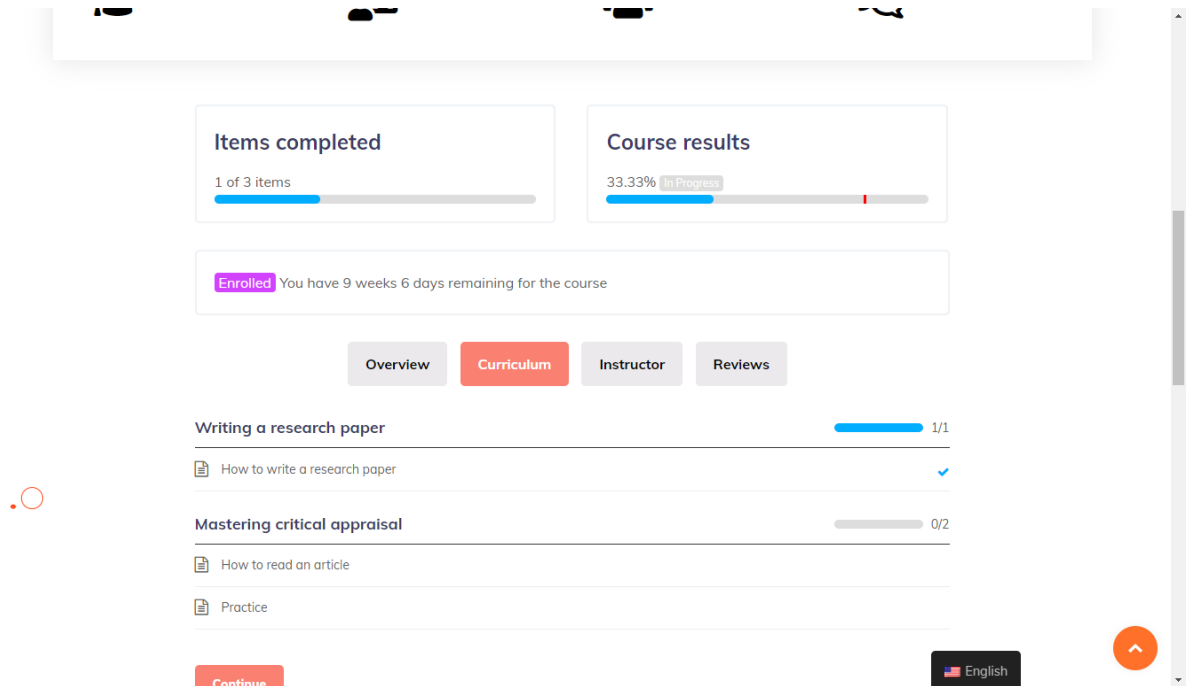 Items completed
1 of 3 items
Course results
33.33% In Progress
Enrolled You have 9 weeks 6 days remaining for the course
Overview
Curriculum
Instructor
Reviews
Writing a research paper 1/1
How to write a research paper
Mastering critical appraisal 0/2
How to read an article
Practice
Continue
English